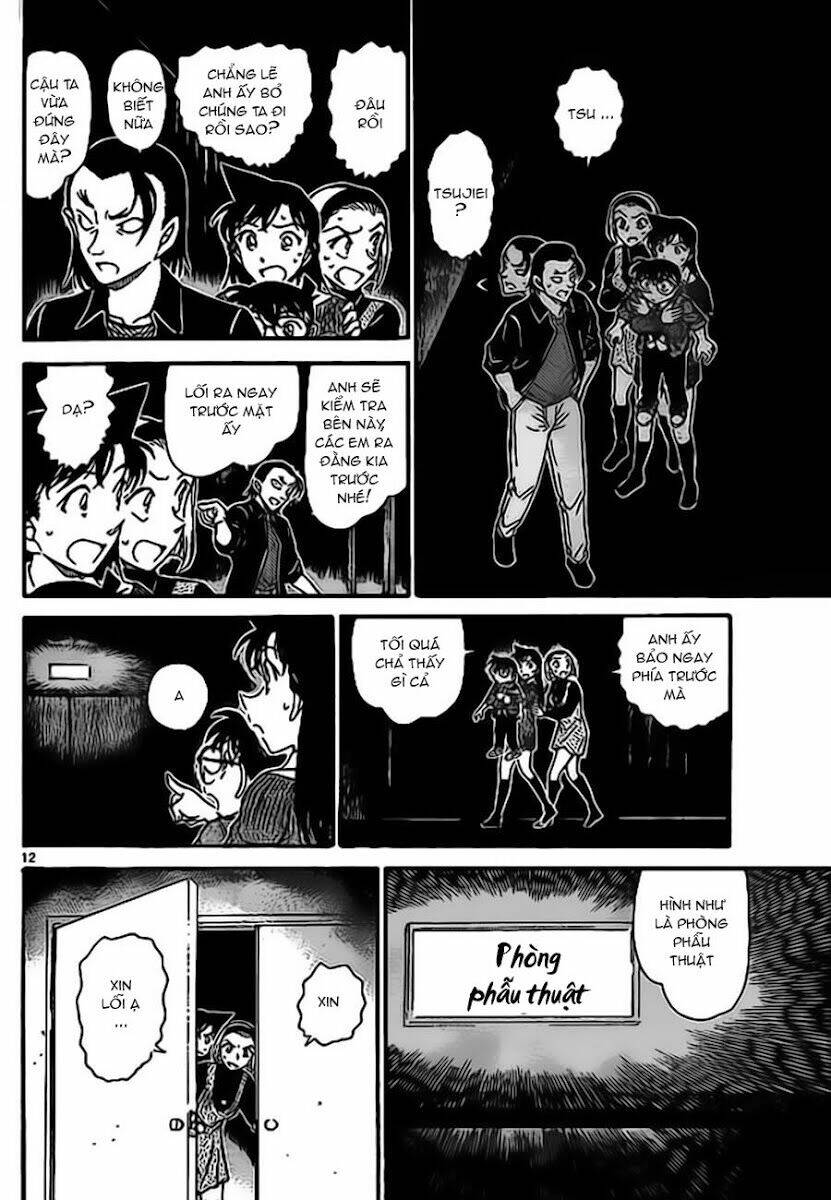 TSU ...
TSUJIEI
?
ĐÂU
RỒI
CHẲNG LẼ
ANH ẤY BỎ
CHÚNG TA ĐI
RỒI SAO?
KHÔNG
BIẾT
NỮA
CẬU TA
VỪA
ĐỨNG
ĐÂY
MÀ?
ANH SẼ
KIỂM TRA
BÊN NÀY,
CÁC EM RA
ĐẰNG KIA
TRƯỚC
NHÉ!
LỐI RA NGAY
TRƯỚC MẶT
ẤY
DẠ?
ANH ẤY
BẢO NGAY
PHÍA TRƯỚC
MÀ
TỐI QUÁ
CHẢ THẤY
GÌ CẢ
A
12
HÌNH NHƯ
LÀ PHÒNG
PHẪU
THUẬT
Phòng
phẫu thuật
XIN
XIN
LỖI Ạ
...